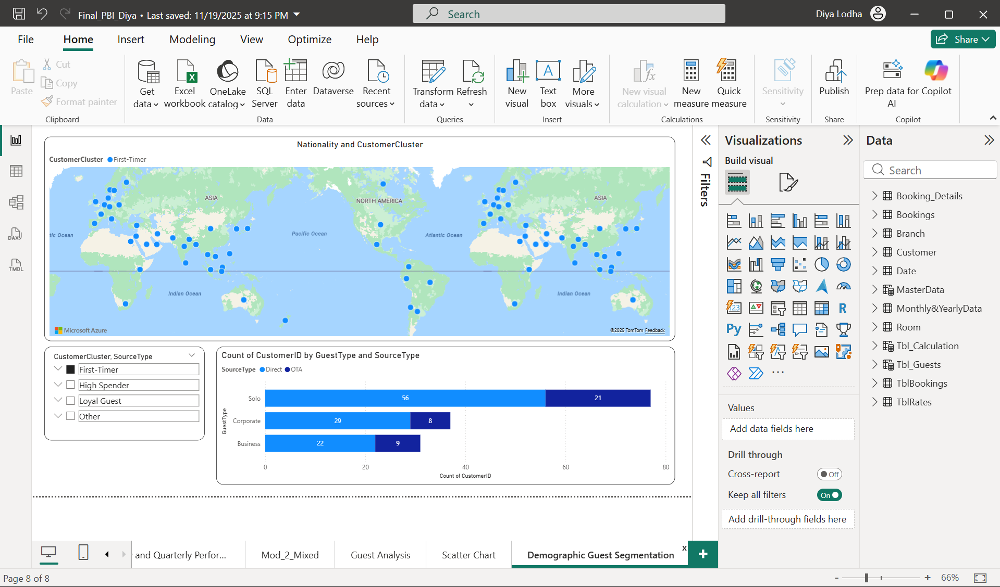 Final_PBI_Diya • Last saved: 11/19/2025 at 9:15 PM
Search
Diya Lodha
File
Home
Insert
Modeling
View
Optimize
Help
Share
Paste
Cut
Copy
Format painter
Clipboard
Get data
Excel workbook
OneLake catalog
SQL Server
Enter data
Dataverse
Recent sources
Data
Transform data
Refresh
Queries
New visual
Text box
More visuals
Insert
New visual calculation
New measure
Quick measure
Calculations
Sensitivity
Sensitivity
Publish
Share
Prep data for AI
Copilot
Copilot
DAX
TMDL
Nationality and CustomerCluster
CustomerCluster
First-Timer
ASIA
NORTH AMERICA
ASIA
tic Ocean
Pacific Ocean
Atlantic Ocean
Indian Ocean
Indian Ocean
Microsoft Azure
©2025 TomTom Feedback
CustomerCluster, SourceType
First-Timer
High Spender
Loyal Guest
Other
Count of CustomerID by GuestType and SourceType
SourceType
Direct
OTA
GuestType
Solo
56
21
Corporate
29
8
Business
22
9
0
20
40
60
80
Count of CustomerID
Filters
Visualizations
Build visual
123
R
Py
Values
Add data fields here
Drill through
Cross-report
Off
Keep all filters
On
Add drill-through fields here
Data
Search
Booking_Details
Bookings
Branch
Customer
Date
MasterData
Monthly&YearlyData
Room
Tbl_Calculation
Tbl_Guests
TblBookings
TblRates
and Quarterly Perfor...
Mod_2_Mixed
Guest Analysis
Scatter Chart
Demographic Guest Segmentation
x
Page 8 of 8
66%